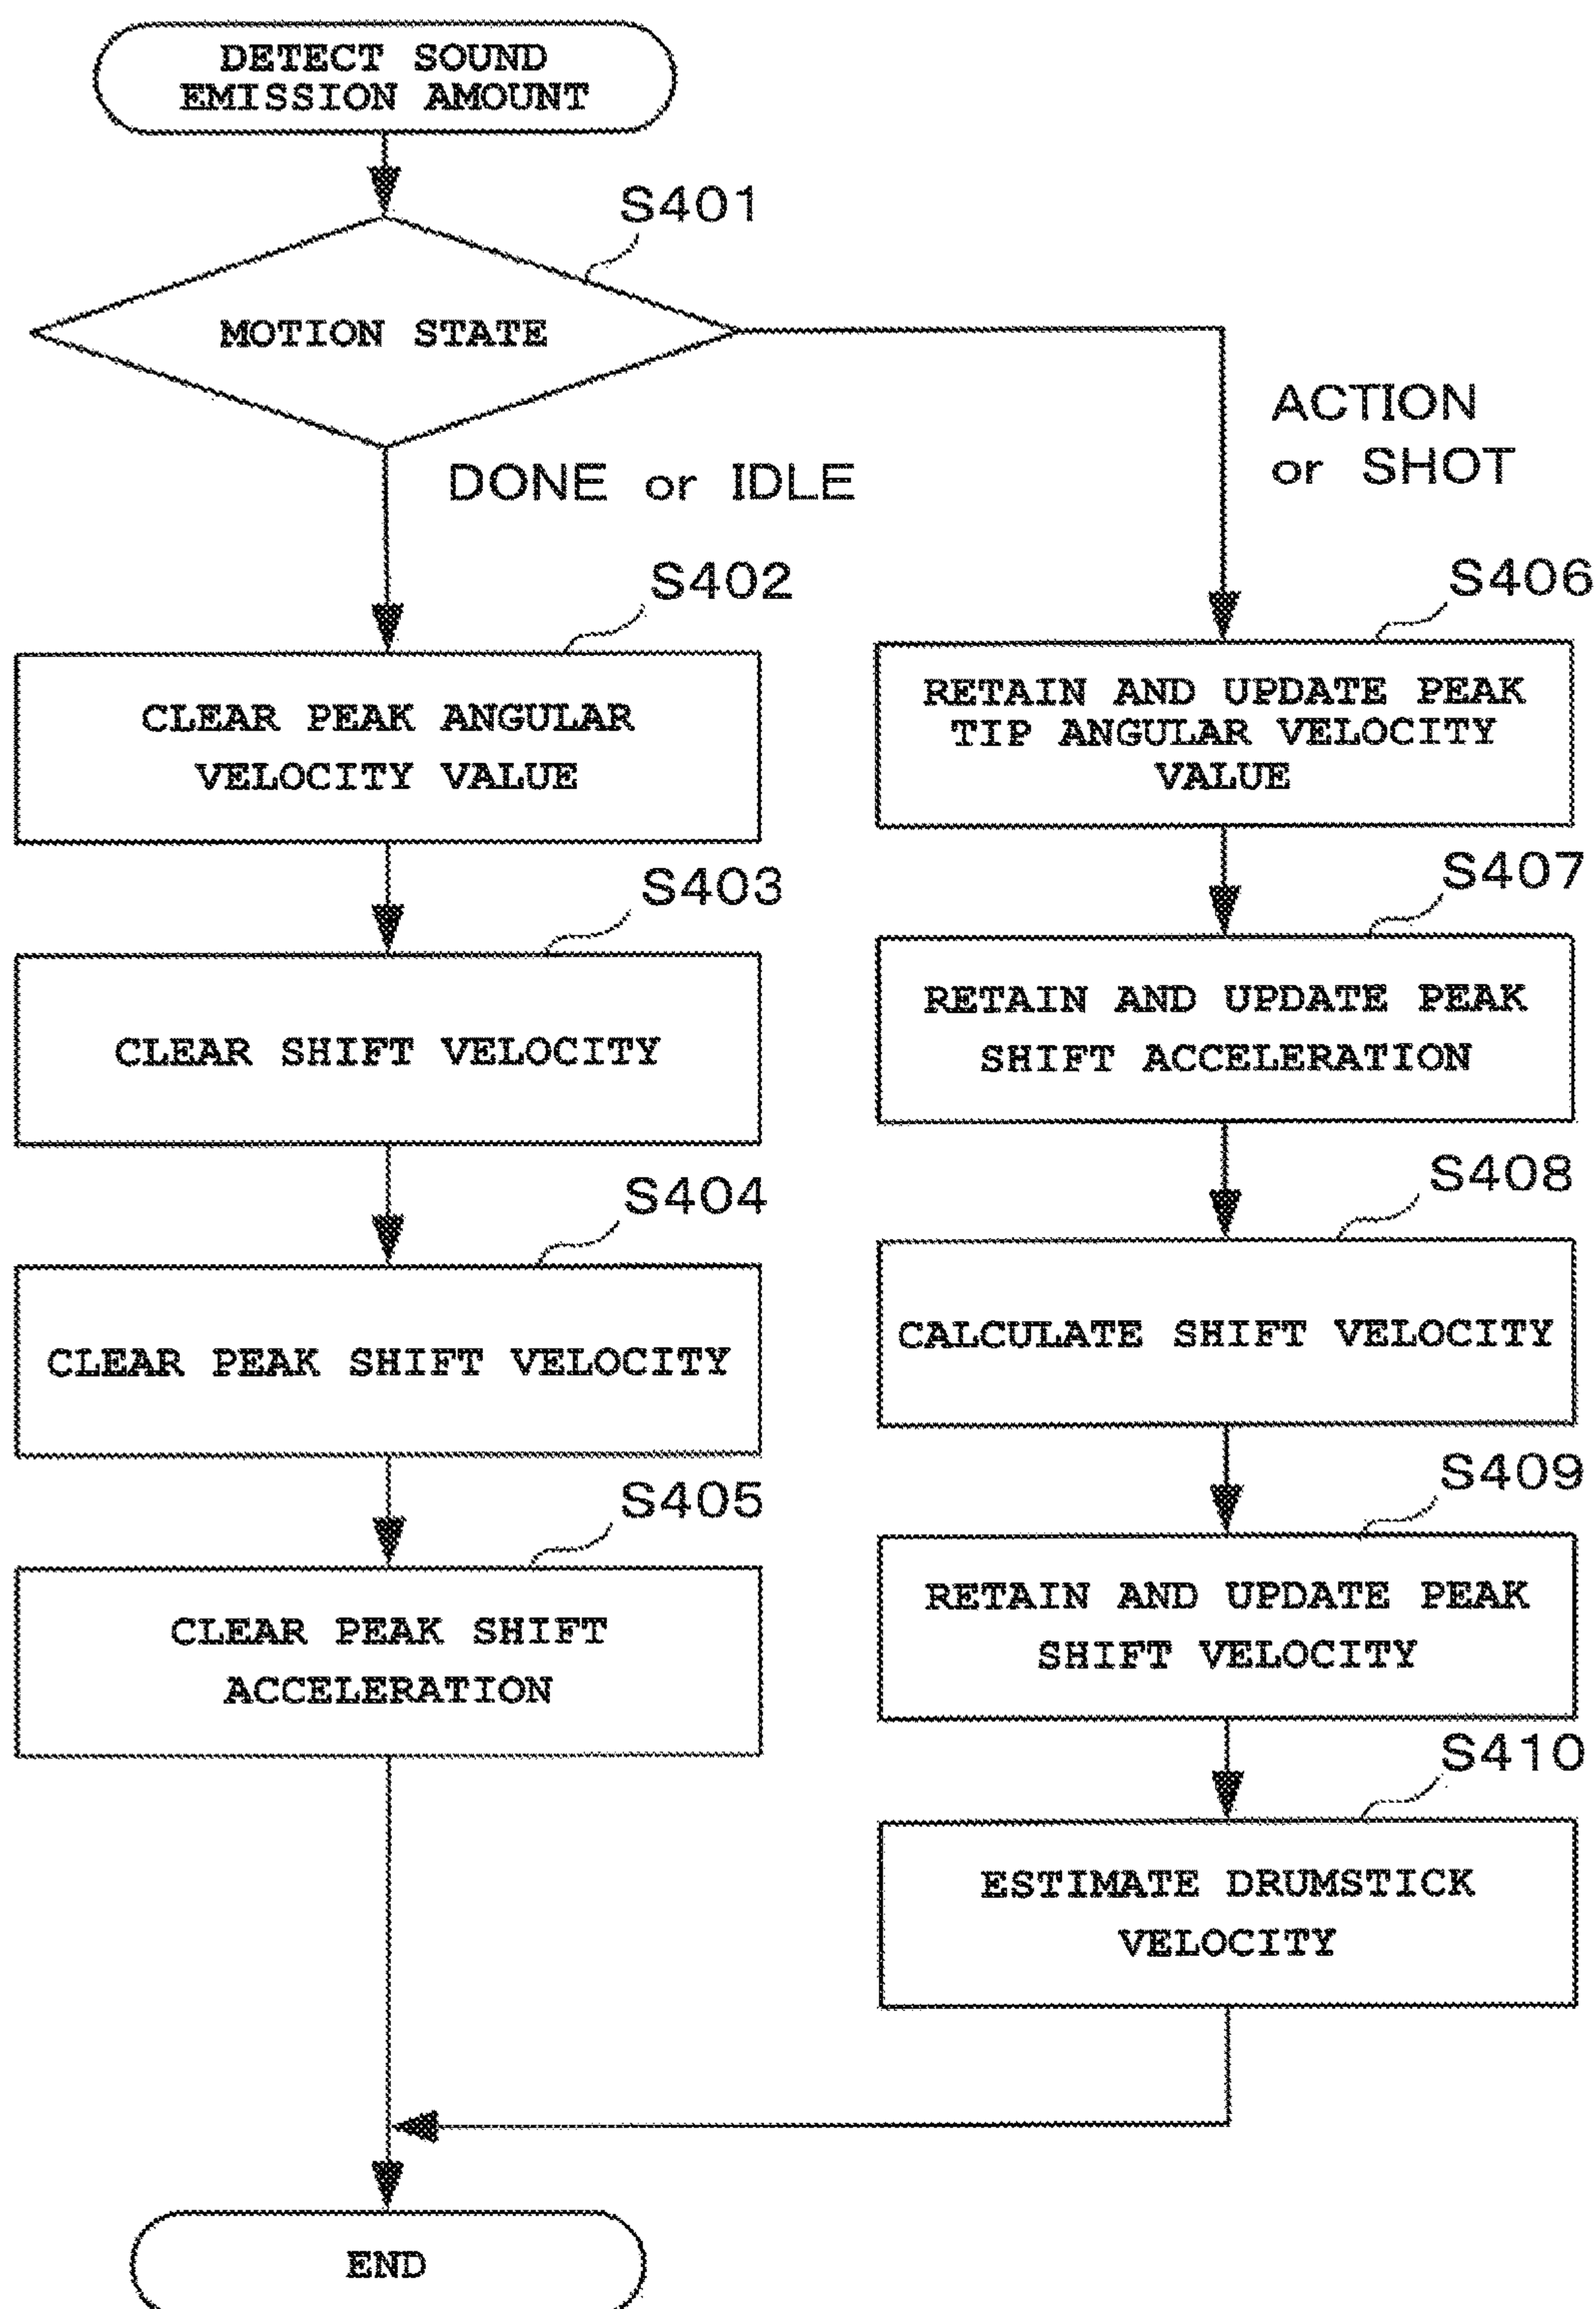 DETECT SOUND
EMISSION AMOUNT
S401
MOTION STATE
DONE or IDLE
ACTION
or SHOT
S402
CLEAR PEAK ANGULAR
VELOCITY VALUE
S403
CLEAR SHIFT VELOCITY
S404
CLEAR PEAK SHIFT VELOCITY
S405
CLEAR PEAK SHIFT
ACCELERATION
S406
RETAIN AND UPDATE PEAK
TIP ANGULAR VELOCITY
VALUE
S407
RETAIN AND UPDATE PEAK
SHIFT ACCELERATION
S408
CALCULATE SHIFT VELOCITY
S409
RETAIN AND UPDATE PEAK
SHIFT VELOCITY
S410
ESTIMATE DRUMSTICK
VELOCITY
END